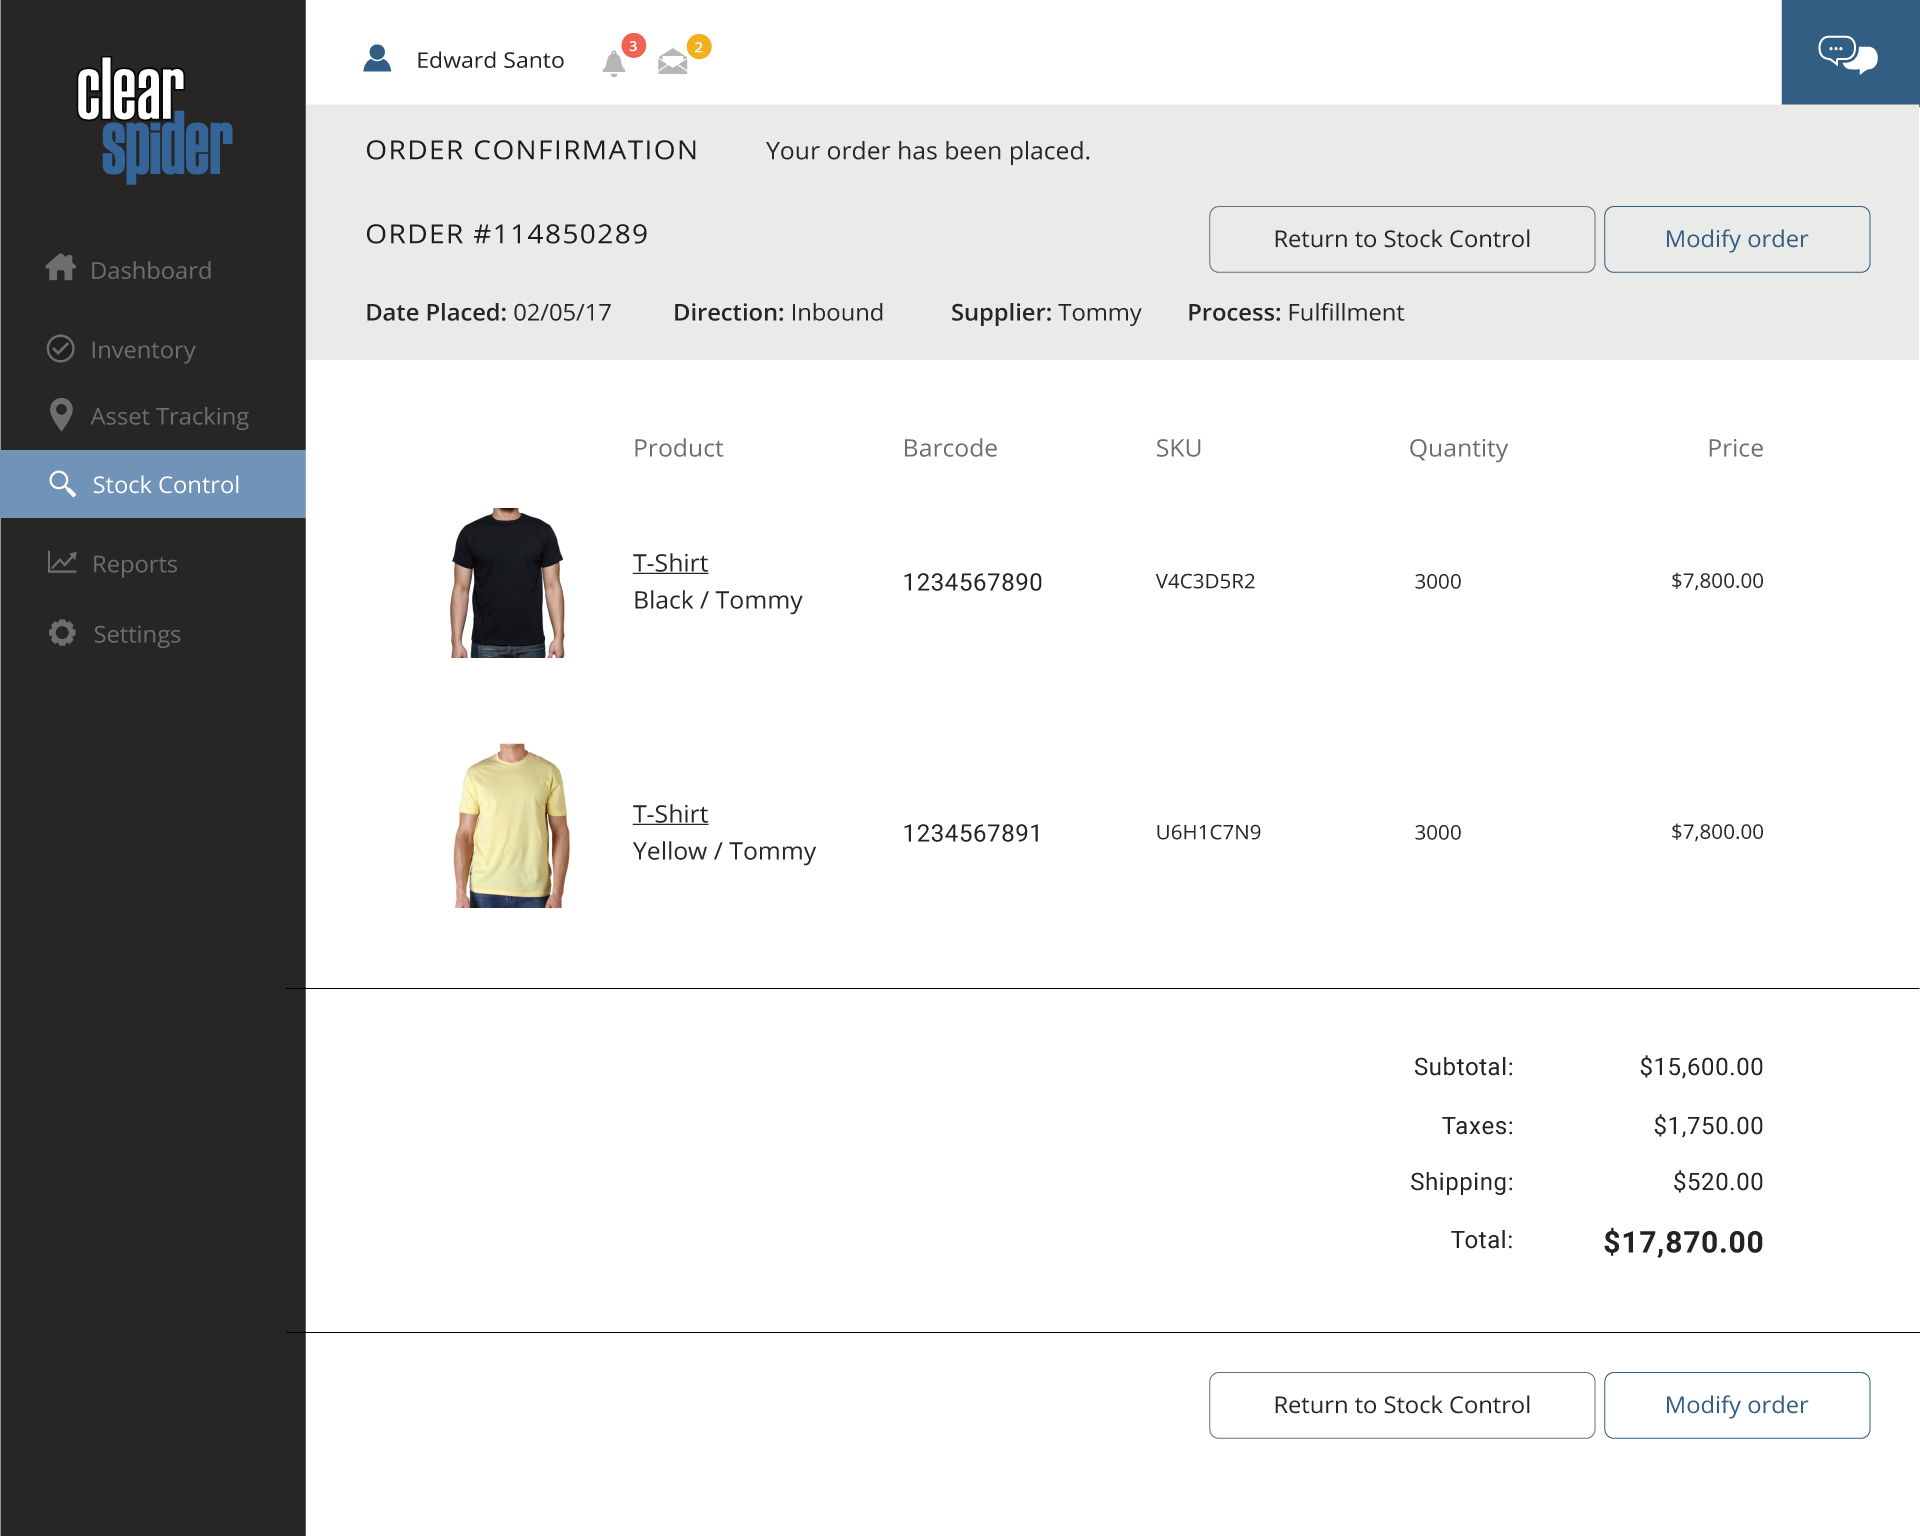 clear
spider
Dashboard
Inventory
Asset Tracking
Stock Control
Reports
Settings
Edward Santo 3 2
ORDER CONFIRMATION Your order has been placed.
ORDER #114850289
Return to Stock Control Modify order
Date Placed: 02/05/17 Direction: Inbound Supplier: Tommy Process: Fulfillment
Product Barcode SKU Quantity Price
T-Shirt
Black / Tommy 1234567890 V4C3D5R2 3000 $7,800.00
T-Shirt
Yellow / Tommy 1234567891 U6H1C7N9 3000 $7,800.00
Subtotal: $15,600.00
Taxes: $1,750.00
Shipping: $520.00
Total: $17,870.00
Return to Stock Control Modify order